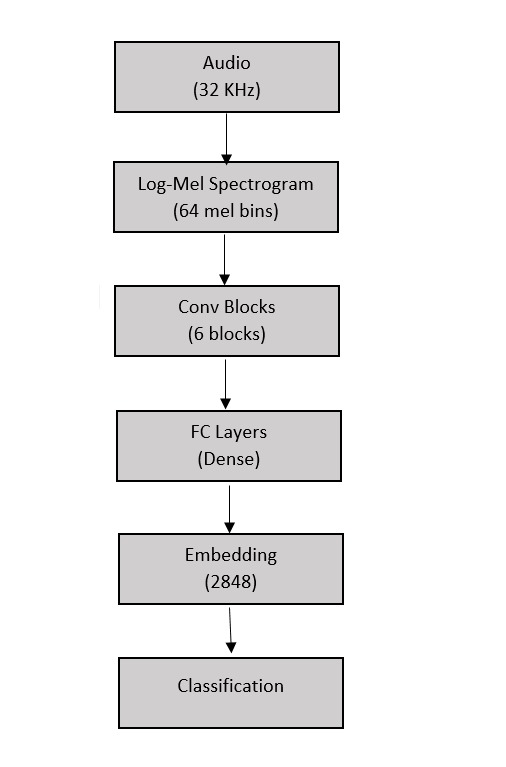 Audio
(32 KHz)
Log-Mel Spectrogram
(64 mel bins)
Conv Blocks
(6 blocks)
FC Layers
(Dense)
Embedding
(2848)
Classification